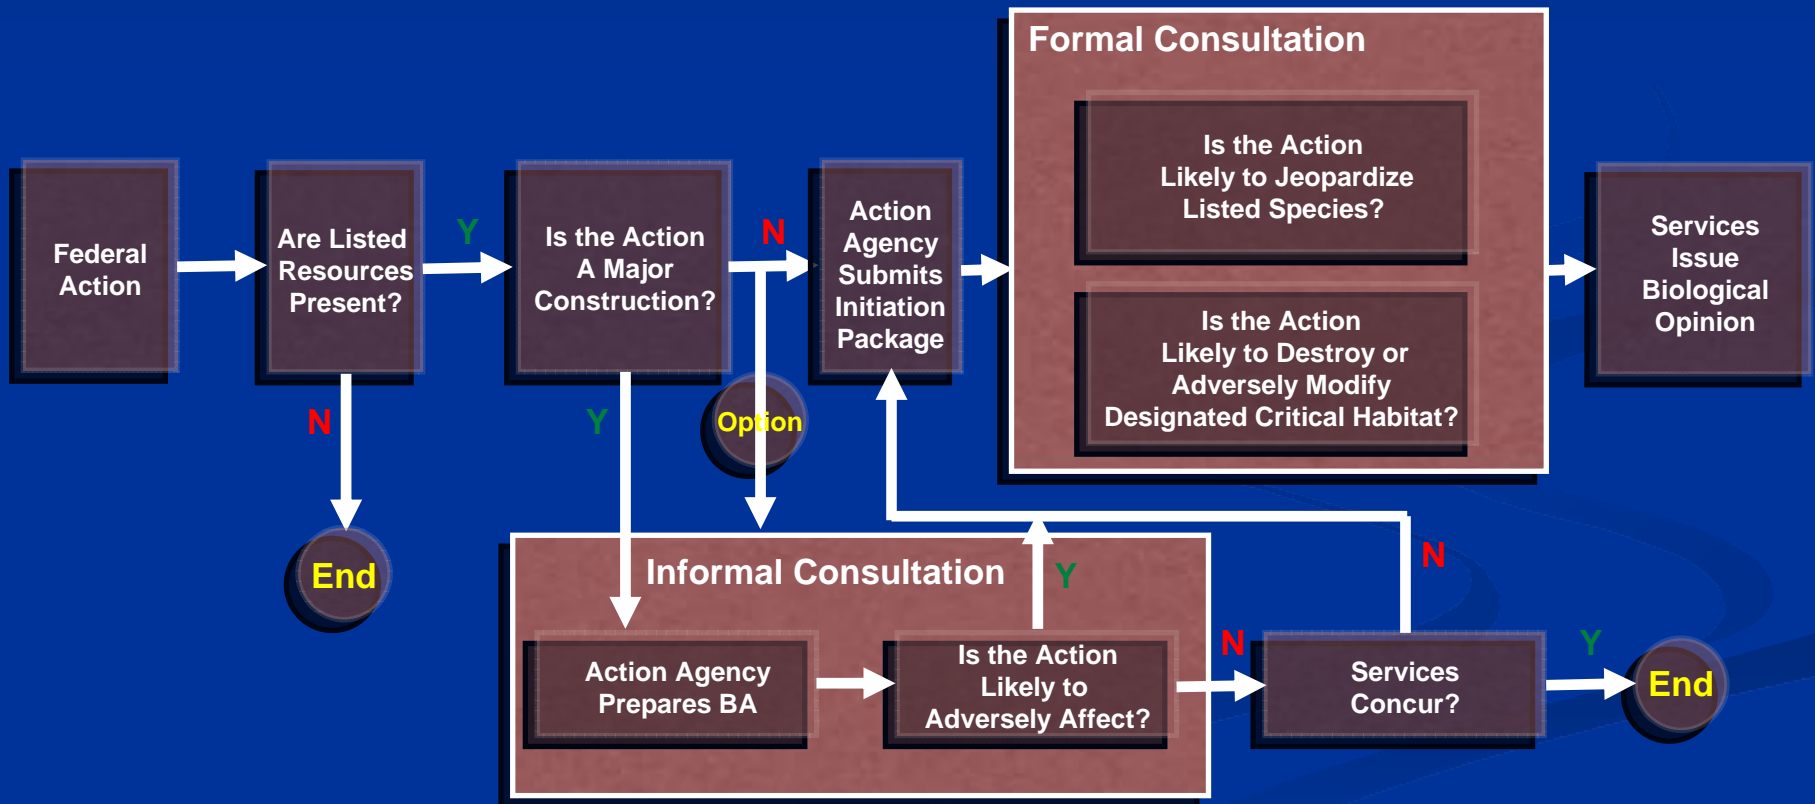 Formal Consultation
Federal
Action
Are Listed
Resources
Present?
Y
N
End
Is the Action
A Major
Construction?
N
Y
Option
Action
Agency
Submits
Initiation
Package
Is the Action
Likely to Jeopardize
Listed Species?
Is the Action
Likely to Destroy or
Adversely Modify
Designated Critical Habitat?
Services
Issue
Biological
Opinion
Informal Consultation
Action Agency
Prepares BA
Is the Action
Likely to
Adversely Affect?
Y
N
Services
Concur?
N
Y
End